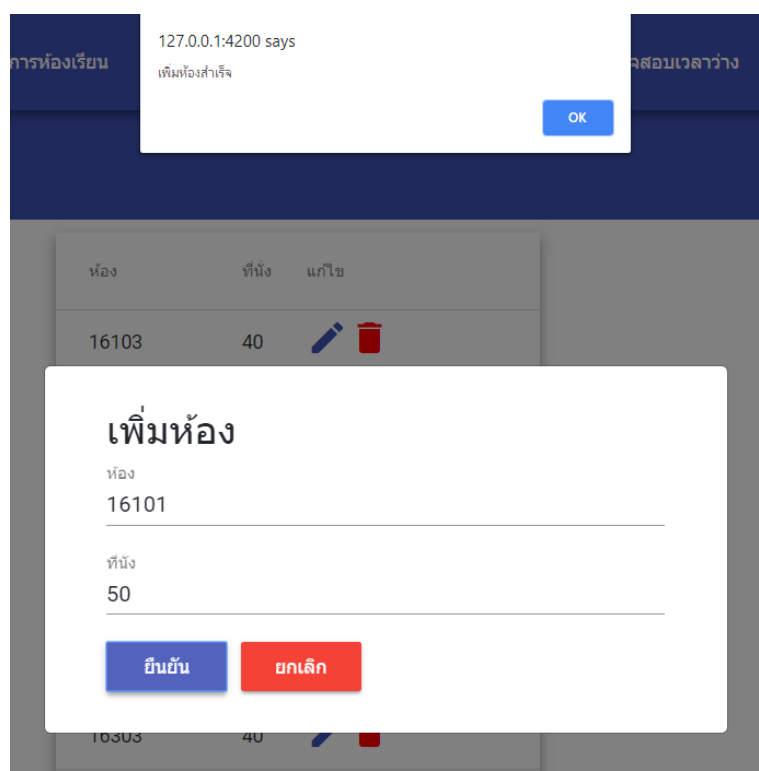 127.0.0.1:4200 says
เพิ่มห้องสำเร็จ
OK
การห้องเรียน
จสอบเวลาว่าง
ห้อง ที่นั่ง แก้ไข
16103 40
เพิ่มห้อง
ห้อง
16101
ที่นั่ง
50
ยืนยัน ยกเลิก
16303 40